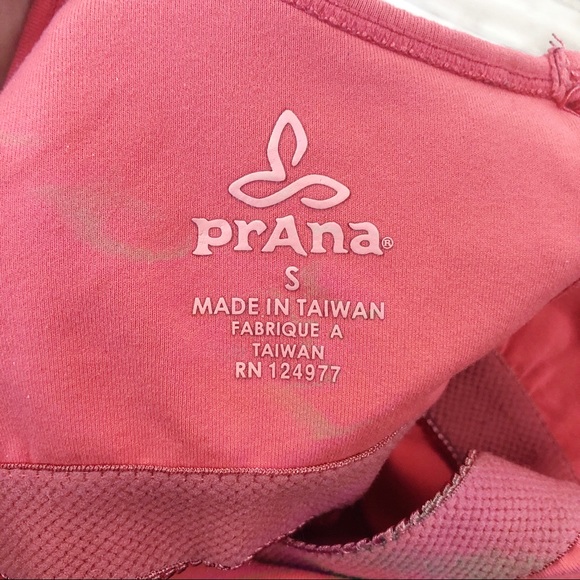 prAna®
S
MADE IN TAIWAN
FABRIQUE A
TAIWAN
RN 124977